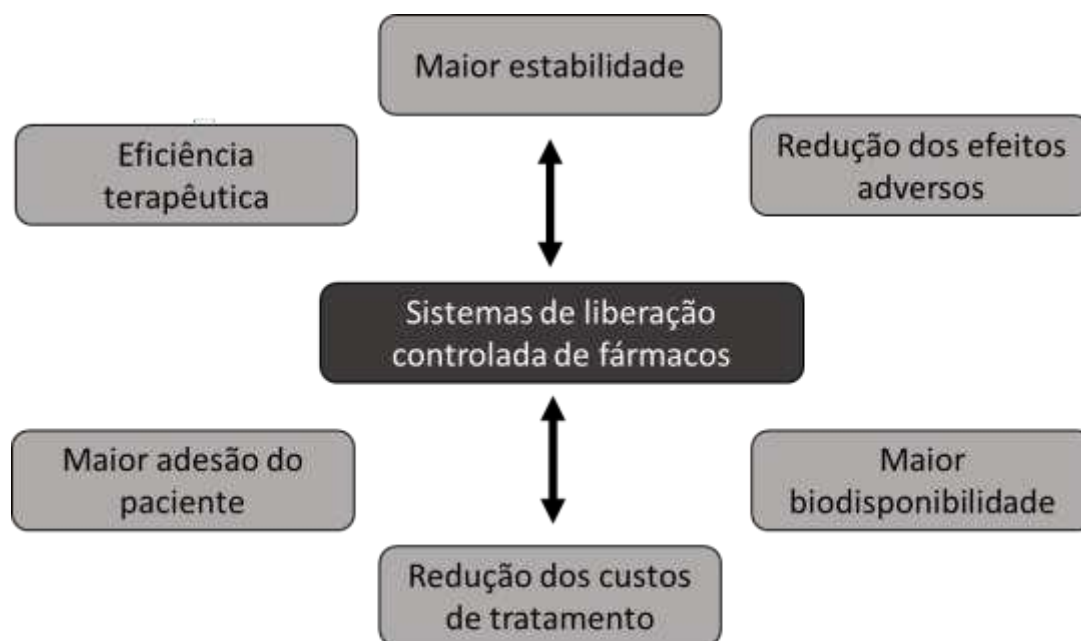 Maior estabilidade
Eficiência
terapêutica
Redução dos efeitos
adversos
Sistemas de liberação
controlada de fármacos
Maior adesão do
paciente
Maior
biodisponibilidade
Redução dos custos
de tratamento